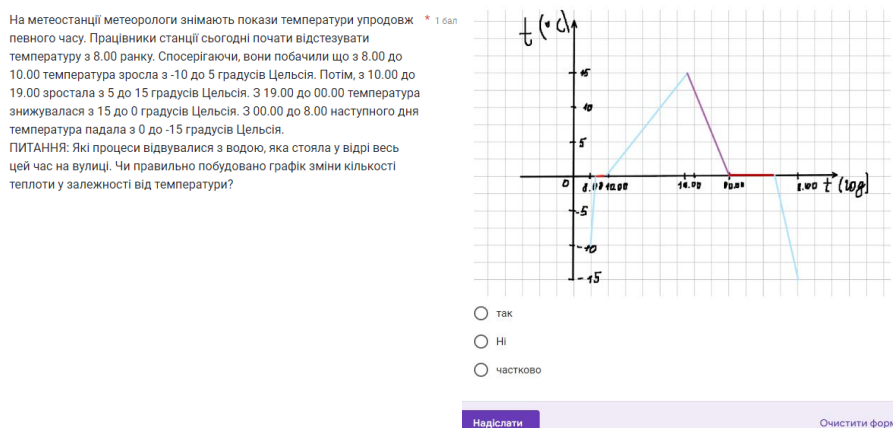 На метеостанції метеорологи знімають покази температури упродовж * 1 бал
певного часу. Працівники станції сьогодні почати відстезувати
температуру з 8.00 ранку. Спосерігаючи, вони побачили що з 8.00 до
10.00 температура зросла з -10 до 5 градусів Цельсія. Потім, з 10.00 до
19.00 зростала з 5 до 15 градусів Цельсія. З 19.00 до 00.00 температура
знижувалася з 15 до 0 градусів Цельсія. З 00.00 до 8.00 наступного дня
температура падала з 0 до -15 градусів Цельсія.
ПИТАННЯ: Які процеси відвувалися з водою, яка стояла у відрі весь
цей час на вулиці. Чи правильно побудовано графік зміни кількості
теплоти у залежності від температури?
t (°C)
15
10
5
0
10.00
00.00
8.00
t (год)
-5
-10
-15
так
Ні
частково
Надіслати
Очистити форм